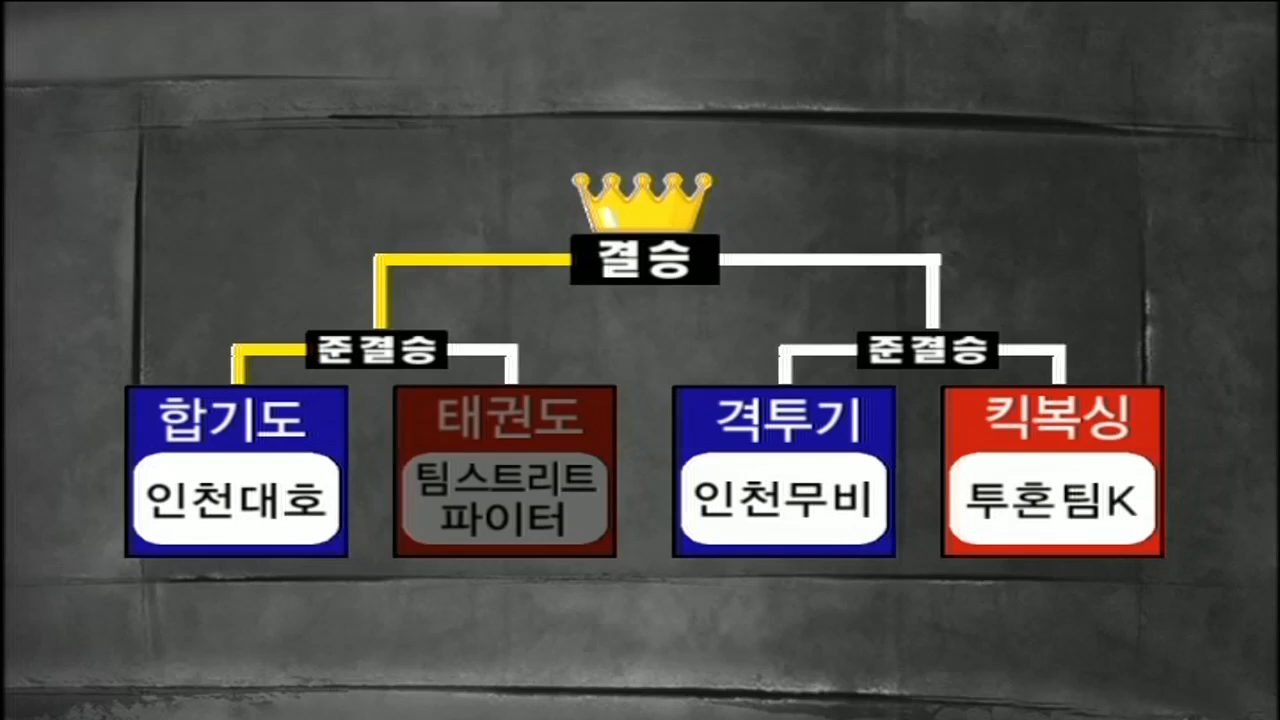 결승
준결승
준결승
합기도
인천대호
태권도
팀스트리트
파이터
격투기
인천무비
킥복싱
투혼팀K